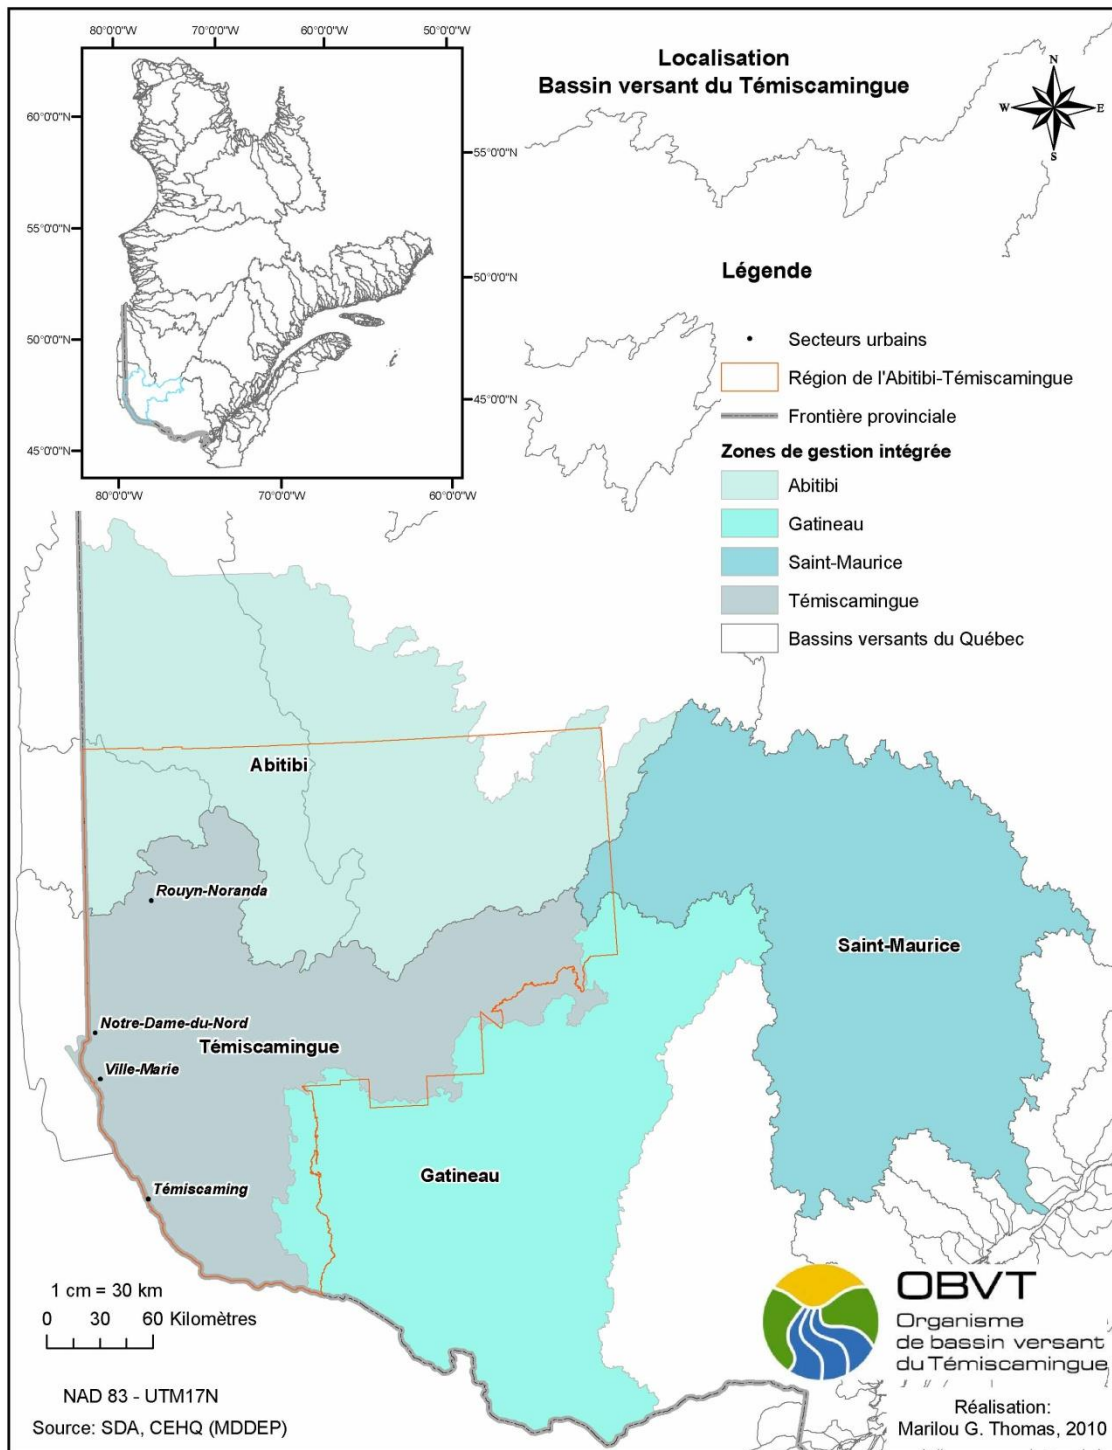 80°0'0"W
70°0'0"W
60°0'0"W
50°0'0"W
60°0'0"N
55°0'0"N
50°0'0"N
45°0'0"N
55°0'0"N
50°0'0"N
45°0'0"N
80°0'0"W
70°0'0"W
60°0'0"W
Localisation
Bassin versant du Témiscamingue
N
W
E
S
Légende
Secteurs urbains
Région de l'Abitibi-Témiscamingue
Frontière provinciale
Zones de gestion intégrée
Abitibi
Gatineau
Saint-Maurice
Témiscamingue
Bassins versants du Québec
Abitibi
Rouyn-Noranda
Saint-Maurice
Notre-Dame-du-Nord
Témiscamingue
Ville-Marie
Gatineau
Témiscaming
1 cm = 30 km
0 30 60 Kilomètres
NAD 83 - UTM17N
Source: SDA, CEHQ (MDDEP)
OBVT
Organisme
de bassin versant
du Témiscamingue
Réalisation:
Marilou G. Thomas, 2010